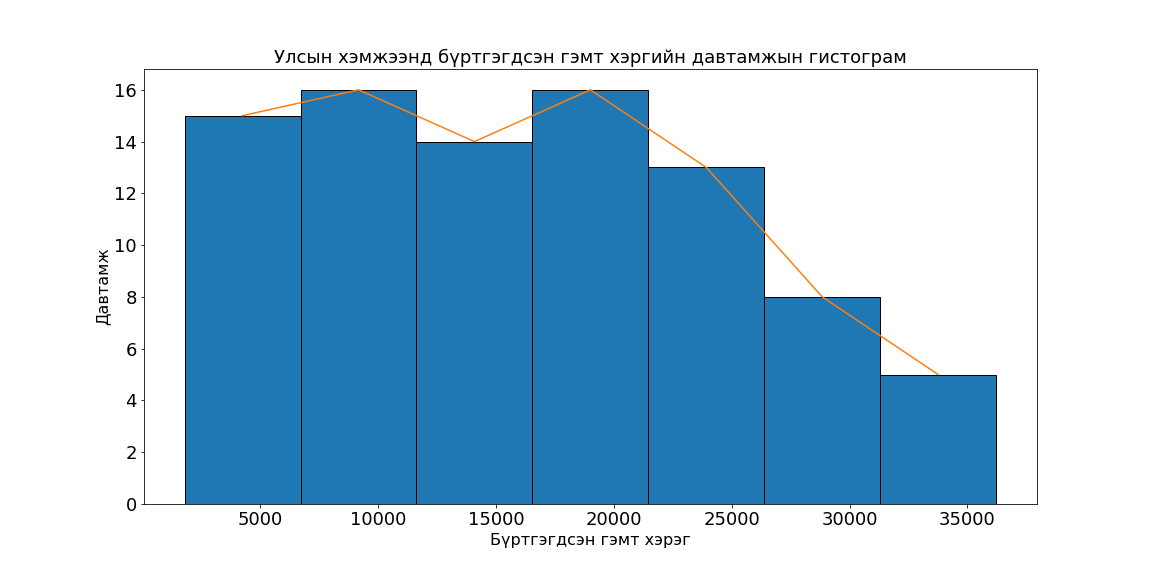 Улсын хэмжээнд бүртгэгдсэн гэмт хэргийн давтамжын гистограм
16
14
12
10
8
6
4
2
0
Давтамж
5000 10000 15000 20000 25000 30000 35000
Бүртгэгдсэн гэмт хэрэг